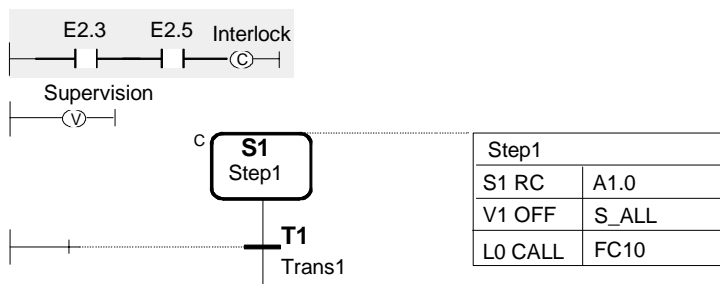 E2.3 E2.5 Interlock
C
Supervision
V
C S1
Step1
Step1
S1 RC A1.0
V1 OFF S_ALL
L0 CALL FC10
T1
Trans1